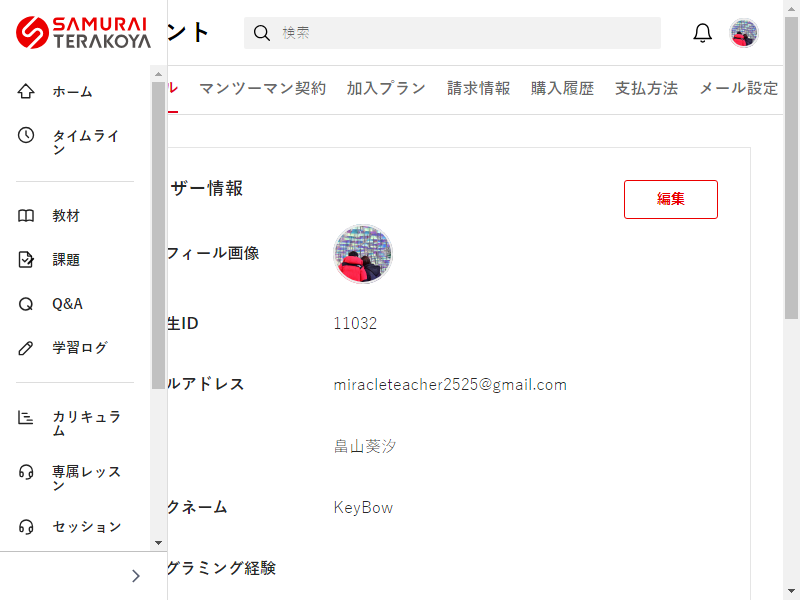 SAMURAI
TERAKOYA
ント
検索
ホーム
タイムライ
ン
教材
課題
Q&A
学習ログ
カリキュラ
ム
専属レッス
ン
セッション
ル
マンツーマン契約
加入プラン
請求情報
購入履歴
支払方法
メール設定
ザー情報
編集
フィール画像
生ID
11032
ルアドレス
miracleteacher2525@gmail.com
畠山葵汐
クネーム
KeyBow
グラミング経験